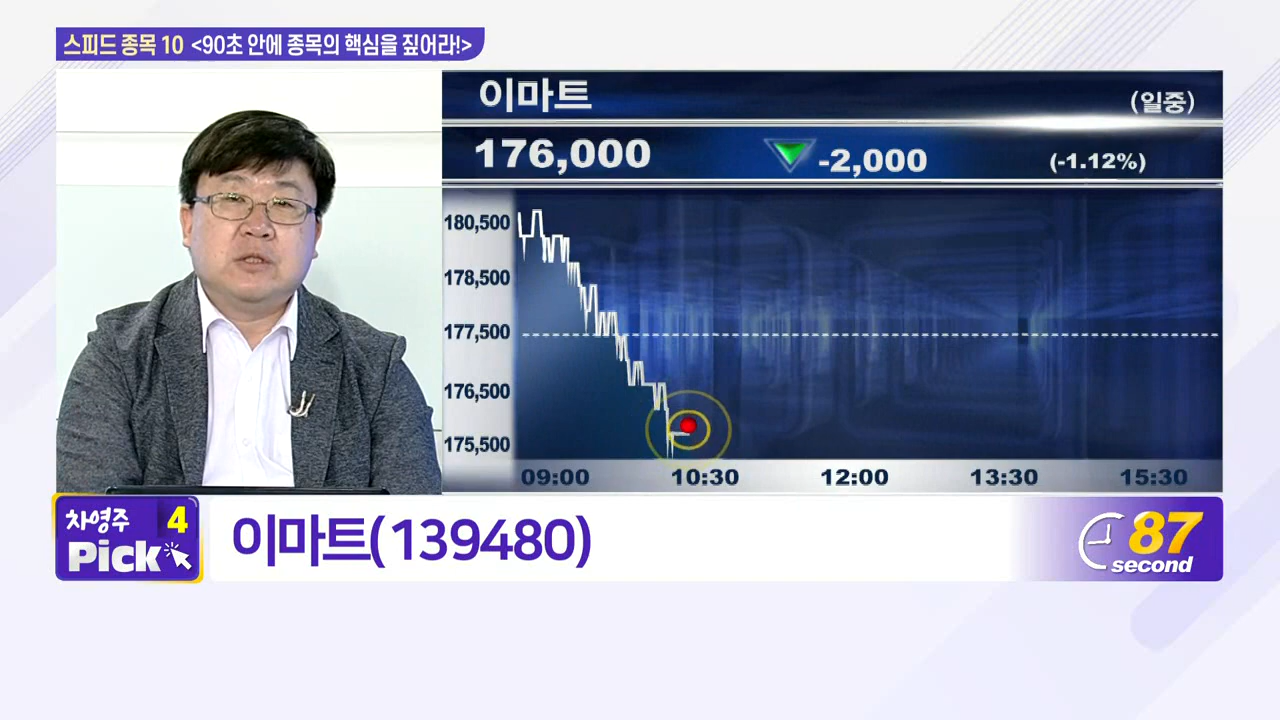 스피드 종목 10 <90초 안에 종목의 핵심을 짚어라!>
이마트
(일중)
176,000
-2,000
(-1.12%)
180,500
178,500
177,500
176,500
175,500
09:00
10:30
12:00
13:30
15:30
차영주 4
Pick
이마트(139480)
87
second